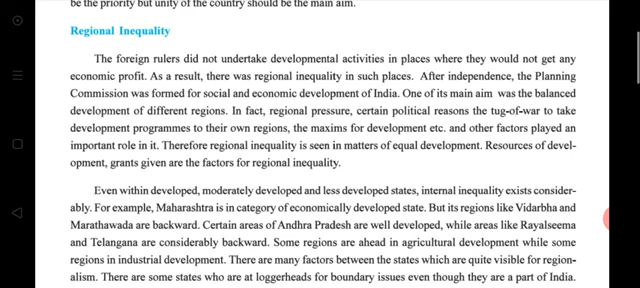 be the priority but unity of the country should be the main aim.
Regional Inequality
The foreign rulers did not undertake developmental activities in places where they would not get any
economic profit. As a result, there was regional inequality in such places. After independence, the Planning
Commission was formed for social and economic development of India. One of its main aim was the balanced
development of different regions. In fact, regional pressure, certain political reasons the tug-of-war to take
development programmes to their own regions, the maxims for development etc. and other factors played an
important role in it. Therefore regional inequality is seen in matters of equal development. Resources of devel-
opment, grants given are the factors for regional inequality.
Even within developed, moderately developed and less developed states, internal inequality exists consider-
ably. For example, Maharashtra is in category of economically developed state. But its regions like Vidarbha and
Marathawada are backward. Certain areas of Andhra Pradesh are well developed, while areas like Rayalseema
and Telangana are considerably backward. Some regions are ahead in agricultural development while some
regions in industrial development. There are many factors between the states which are quite visible for region-
alism. There are some states who are at loggerheads for boundary issues even though they are a part of India.